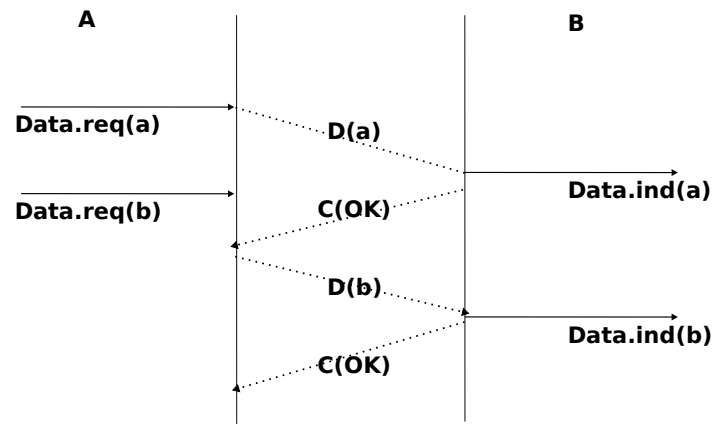 A
B
Data.req(a)
D(a)
Data.ind(a)
Data.req(b)
C(OK)
D(b)
Data.ind(b)
C(OK)